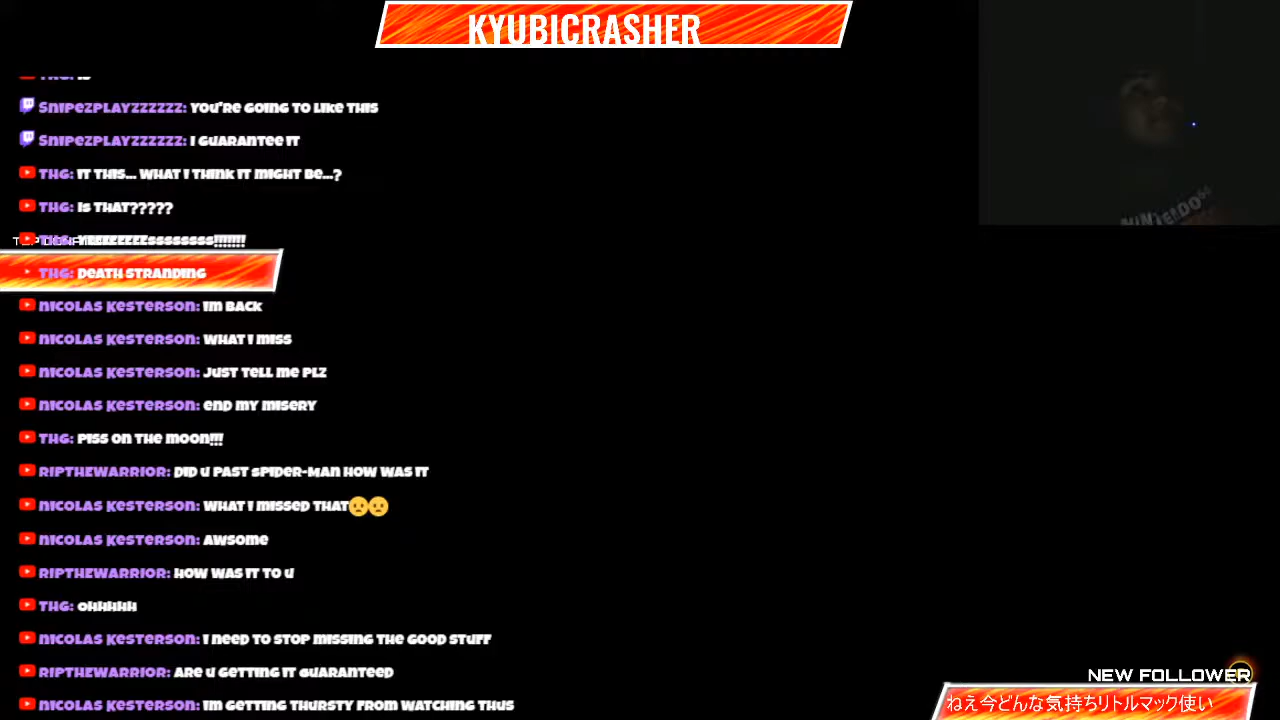 KYUBICRASHER
THG: IS
SNIPEZPLAYZZZZZZ: YOU'RE GOING TO LIKE THIS
SNIPEZPLAYZZZZZZ: I GUARANTEE IT
THG: IT THIS... WHAT I THINK IT MIGHT BE...?
THG: IS THAT?????
THG: YEEEEEEEESSSSSSSS!!!!!!!
THG: DEATH STRANDING
NICOLAS KESTERSON: I'M BACK
NICOLAS KESTERSON: WHAT I MISS
NICOLAS KESTERSON: JUST TELL ME PLZ
NICOLAS KESTERSON: END MY MISERY
THG: PISS ON THE MOON!!!
RIPTHEWARRIOR: DID U PAST SPIDER-MAN HOW WAS IT
NICOLAS KESTERSON: WHAT I MISSED THAT
NICOLAS KESTERSON: AWSOME
RIPTHEWARRIOR: HOW WAS IT TO U
THG: OHHHHH
NICOLAS KESTERSON: I NEED TO STOP MISSING THE GOOD STUFF
RIPTHEWARRIOR: ARE U GETTING IT GUARANTEED
NICOLAS KESTERSON: I'M GETTING THURSTY FROM WATCHING THUS
NINTENDO64
NEW FOLLOWER
ねえ今どんな気持ちリトルマック使い